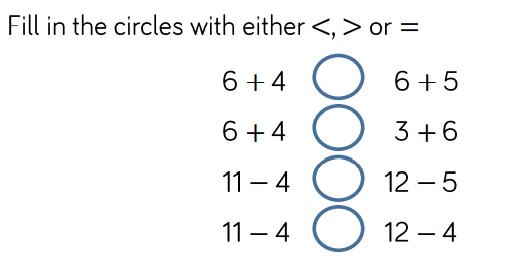 Fill in the circles with either <, > or =
6 + 4 6 + 5
6 + 4 3 + 6
11 – 4 12 – 5
11 – 4 12 – 4